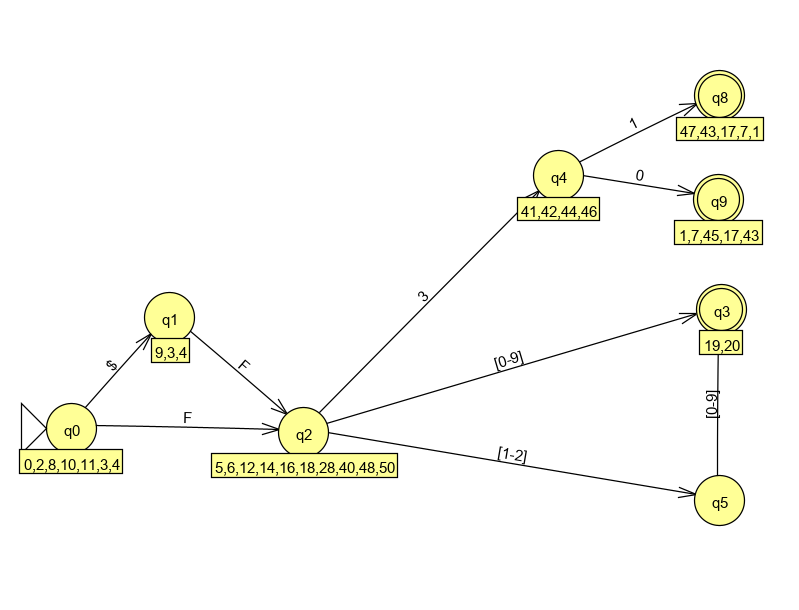 q8
47,43,17,7,1
1
q4
41,42,44,46
0
q9
1,7,45,17,43
3
q1
9,3,4
$
F
q3
19,20
[0-9]
q0
0,2,8,10,11,3,4
F
q2
5,6,12,14,16,18,28,40,48,50
[0-9]
[1-2]
q5